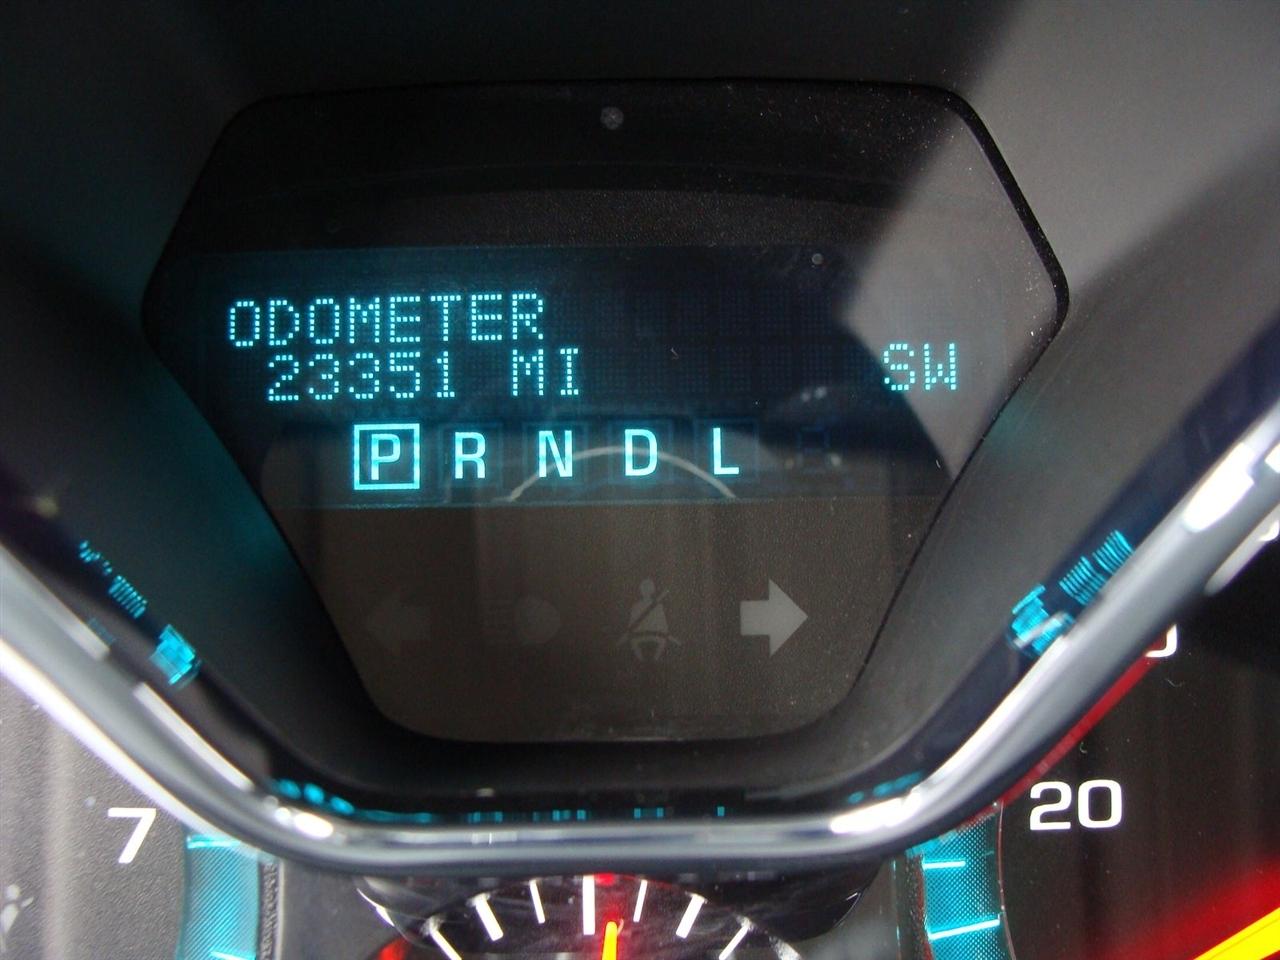 ODOMETER
23351 MI SW
P R N D L
7
20